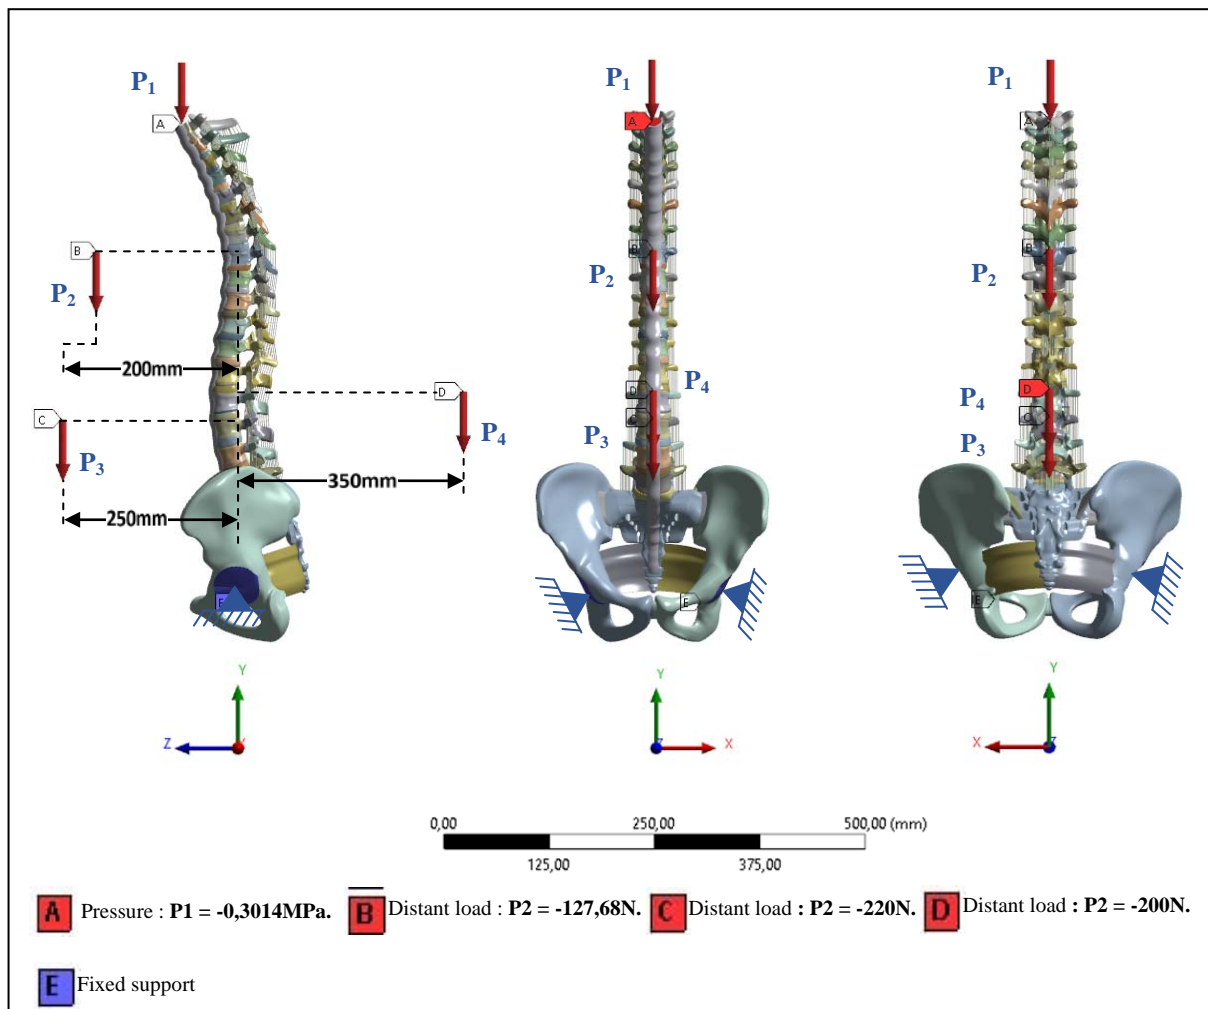 P₁ P₁ P₁
A A A
B B B
P₂ P₂ P₂
200mm
D D P₄ D
C C P₄ C
P₃ P₄ P₃ P₃
350mm
250mm
E E E
Y Y Y
Z Y Z X X Z
0,00 250,00 500,00 (mm)
125,00 375,00
A Pressure : P1 = -0,3014MPa. B Distant load : P2 = -127,68N. C Distant load : P2 = -220N. D Distant load : P2 = -200N.
E Fixed support